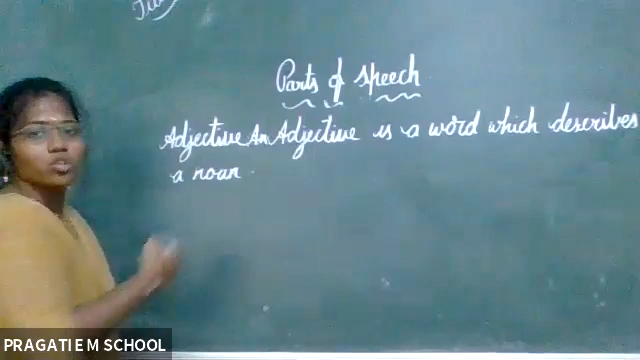 Parts of speech
Adjective An Adjective is a word which describes
a noun.
PRAGATI E M SCHOOL